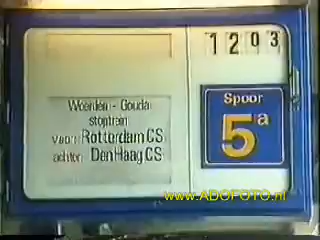 1203
Woerden - Gouda
stoptrein
voor: Rotterdam CS
achter: Den Haag CS
Spoor
5a
www.ADOFOTO.nl